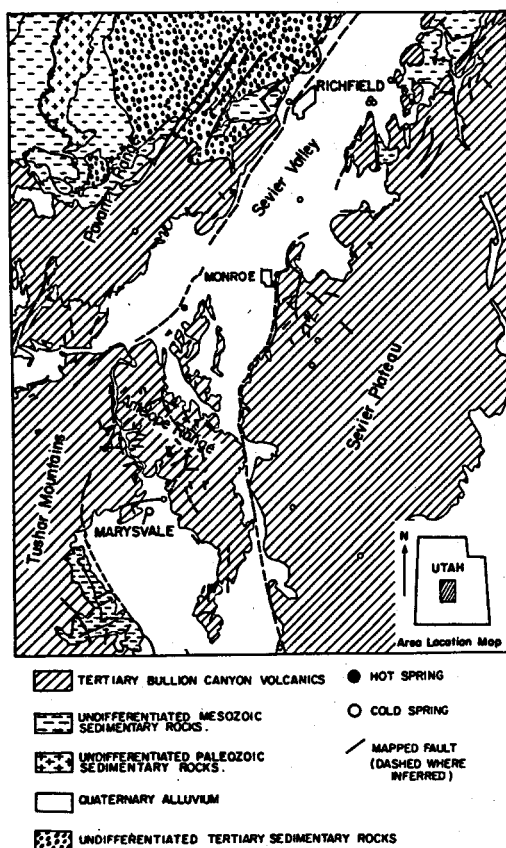 RICHFIELD
Pavant Range
Sevier Valley
MONROE
Sevier Plateau
Antelope Range
Tushar Mountains
MARYSVALE
N
UTAH
Area Location Map
TERTIARY BULLION CANYON VOLCANICS
UNDIFFERENTIATED MESOZOIC
SEDIMENTARY ROCKS.
UNDIFFERENTIATED PALEOZOIC
SEDIMENTARY ROCKS.
QUATERNARY ALLUVIUM
UNDIFFERENTIATED TERTIARY SEDIMENTARY ROCKS
HOT SPRING
COLD SPRING
MAPPED FAULT
(DASHED WHERE
INFERRED)